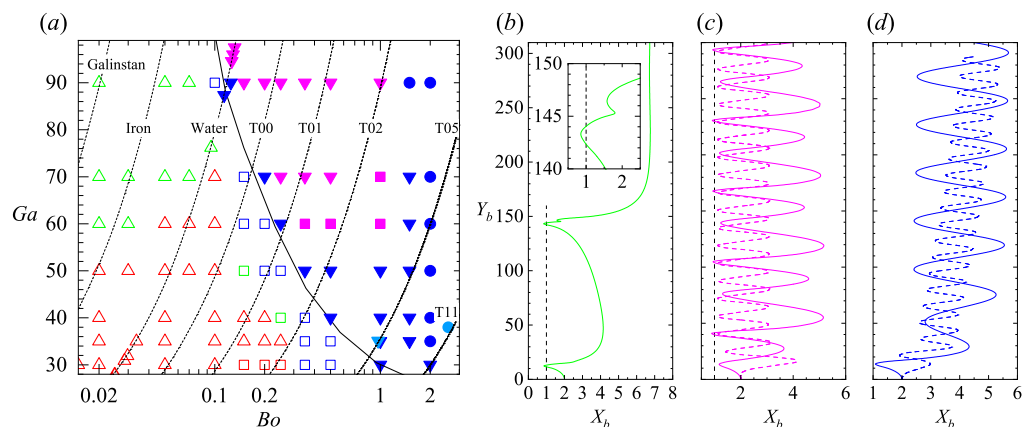 (a) (b) (c) (d)
90 80 70 60 50 40 30
Ga
0.02 0.1 0.2 1 2
Bo
Galinstan
Iron Water T00 T01 T02 T05
T11
300 250 200 150 100 50 0
Y_b
0 1 2 3 4 5 6 7 8
X_b
150 145 140
1 2
2 4 6
X_b
1 2 3 4 5 6
X_b